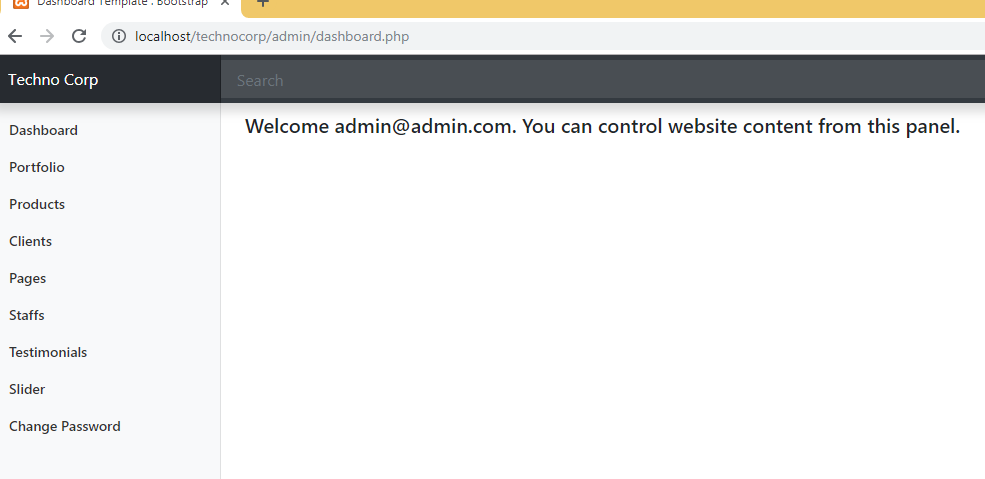 Dashboard Template · Bootstrap
localhost/technocorp/admin/dashboard.php
Techno Corp
Search
Dashboard
Portfolio
Products
Clients
Pages
Staffs
Testimonials
Slider
Change Password
Welcome admin@admin.com. You can control website content from this panel.